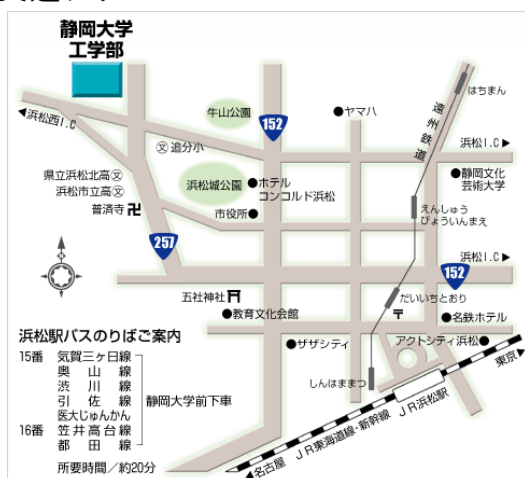 静岡大学
工学部
浜松西I.C
牛山公園
ヤマハ
はちまん
遠州鉄道
152
追分小
浜松I.C
県立浜松北高
浜松市立高
普済寺
浜松城公園
ホテル
コンコルド浜松
市役所
静岡文化
芸術大学
えんしゅう
びょういんまえ
257
浜松I.C
152
五社神社
教育文化会館
だいいちとおり
名鉄ホテル
ザザシティ
アクトシティ浜松
しんはままつ
東京
JR浜松駅
JR東海道線・新幹線
名古屋
浜松駅バスのりばご案内
15番 気賀三ヶ日線
奥山線
渋川線
引佐線
医大じゅんかん
16番 笠井高台線
都田線
静岡大学前下車
所要時間/約20分